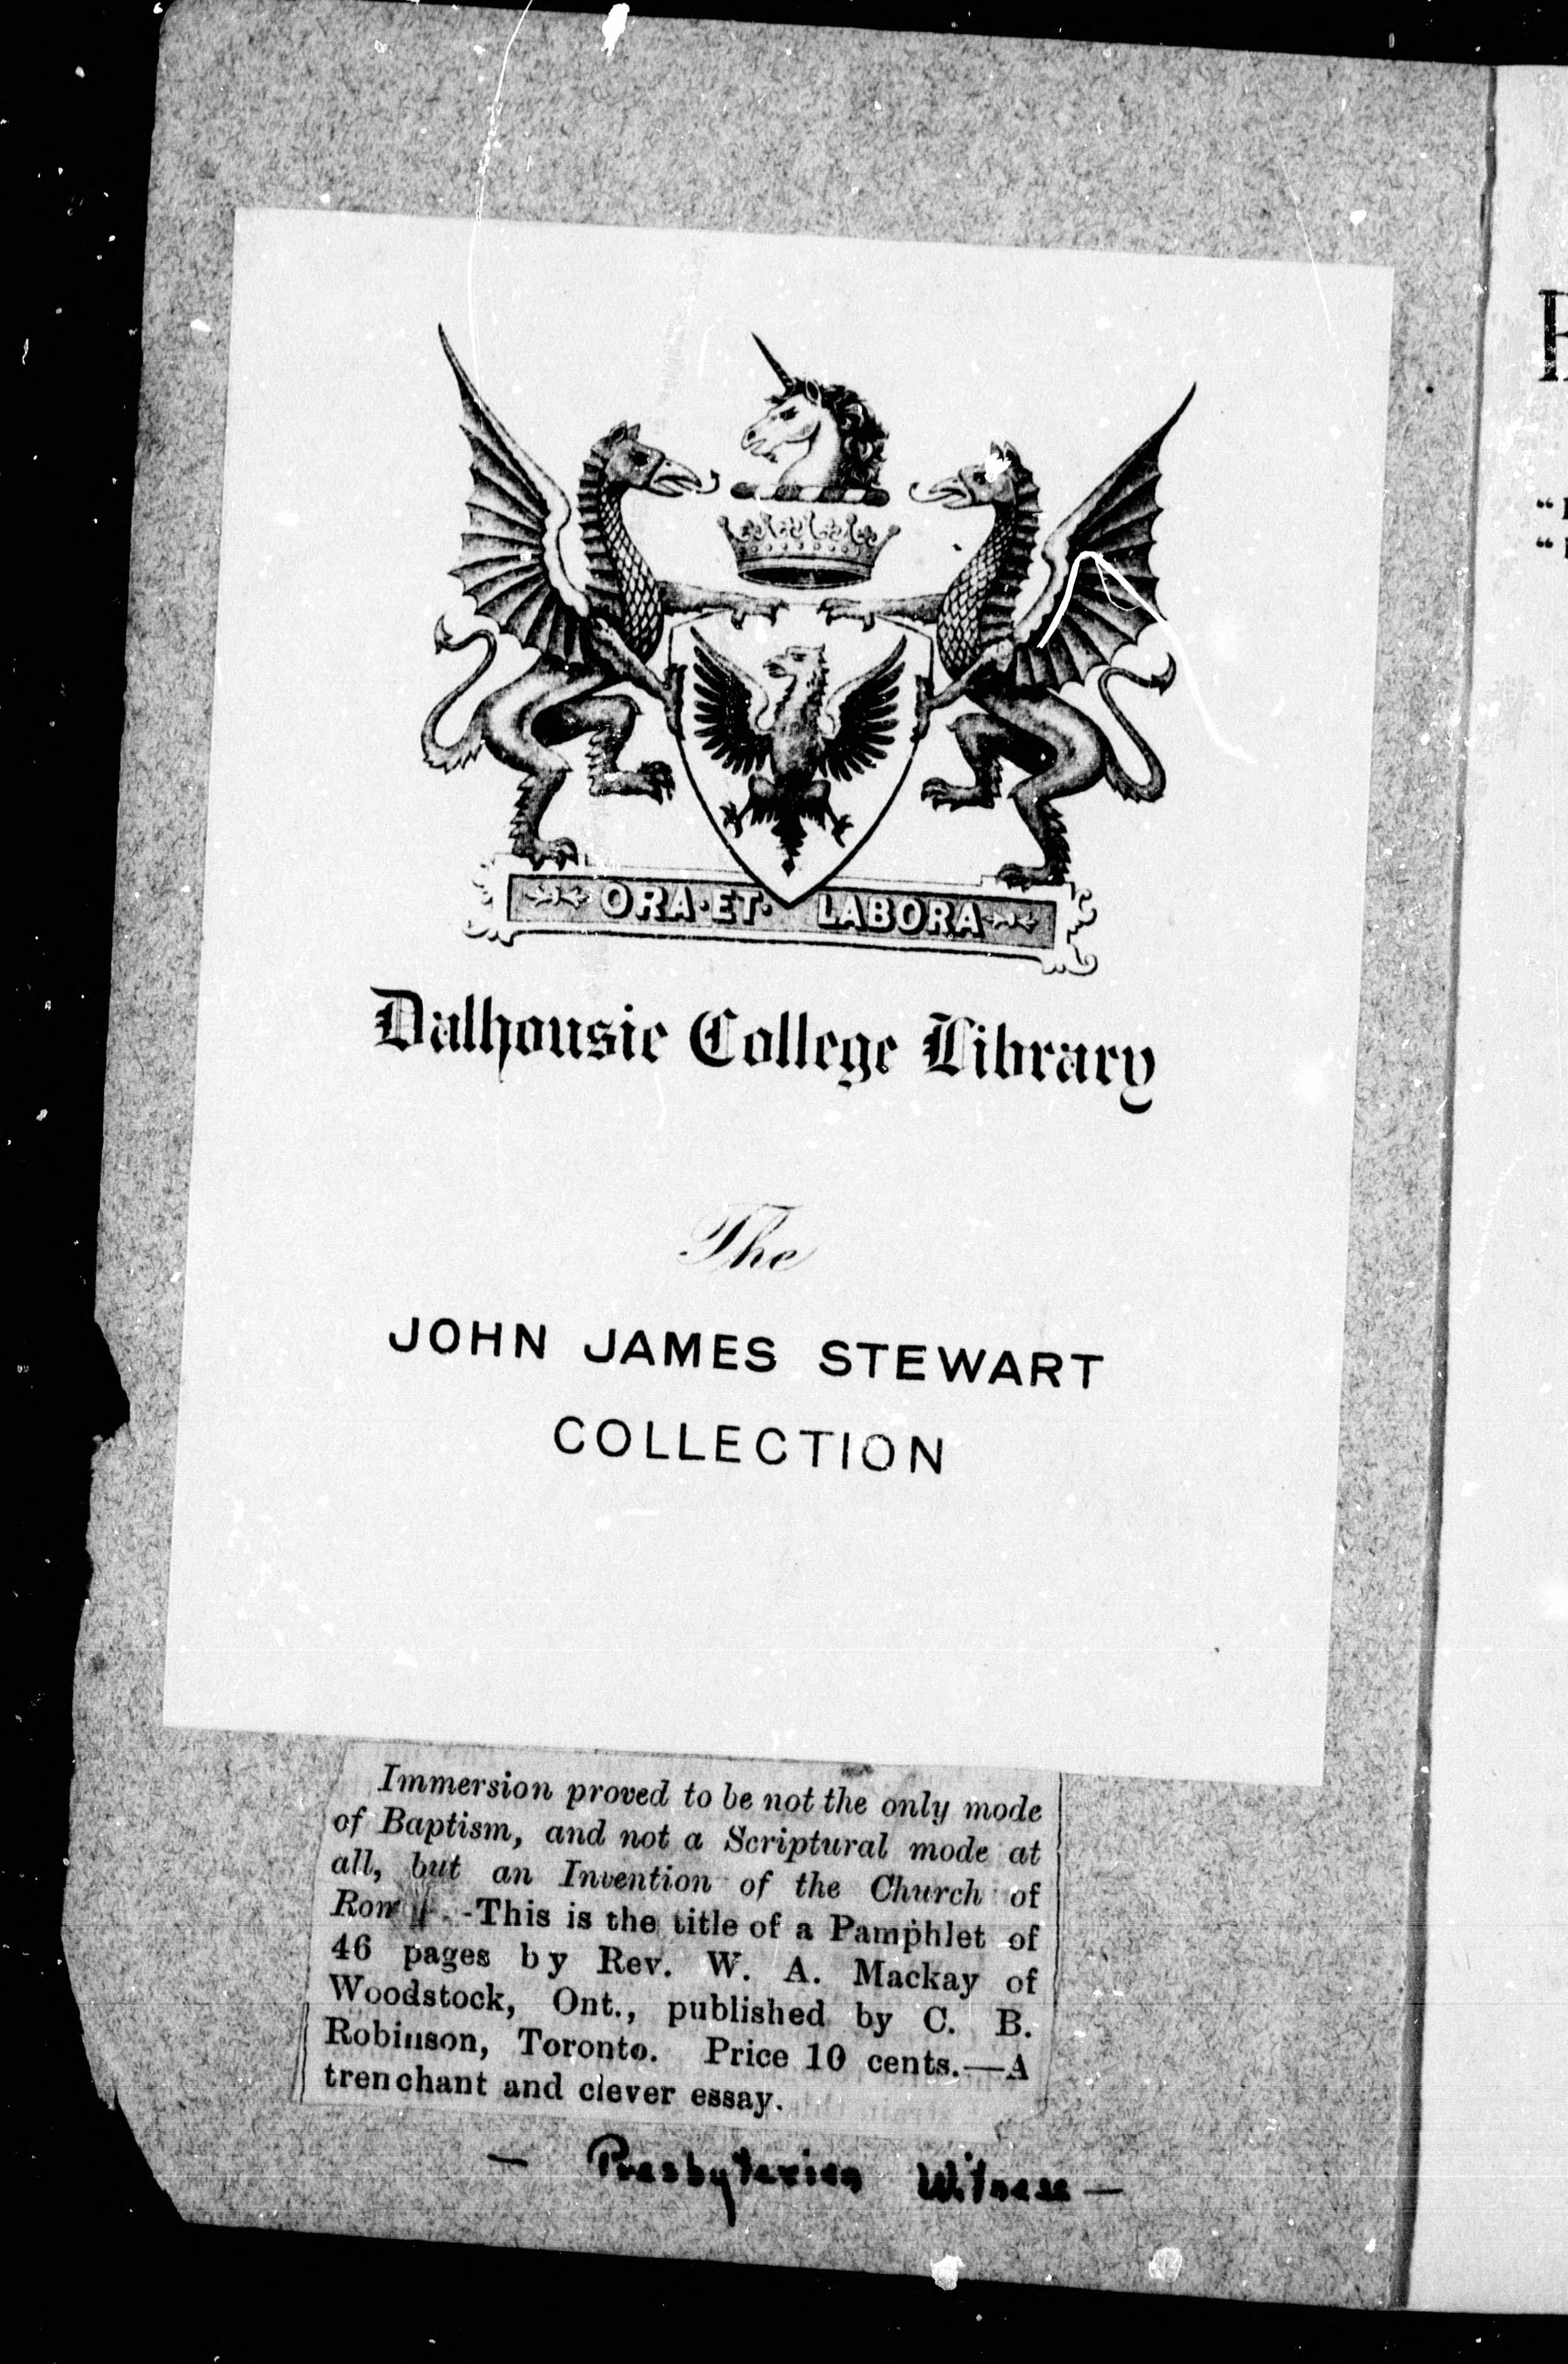 ORA·ET· LABORA
Dalhousie College Library
The
JOHN JAMES STEWART
COLLECTION
Immersion proved to be not the only mode
of Baptism, and not a Scriptural mode at
all, but an Invention of the Church of
-This is the title of a Pamphlet of
46 pages by Rev. W. A. Mackay of
Woodstock, Ont., published by C. B.
Robinson, Toronto. Price 10 cents.—A
trenchant and clever essay.
— Presbyterian Witness —